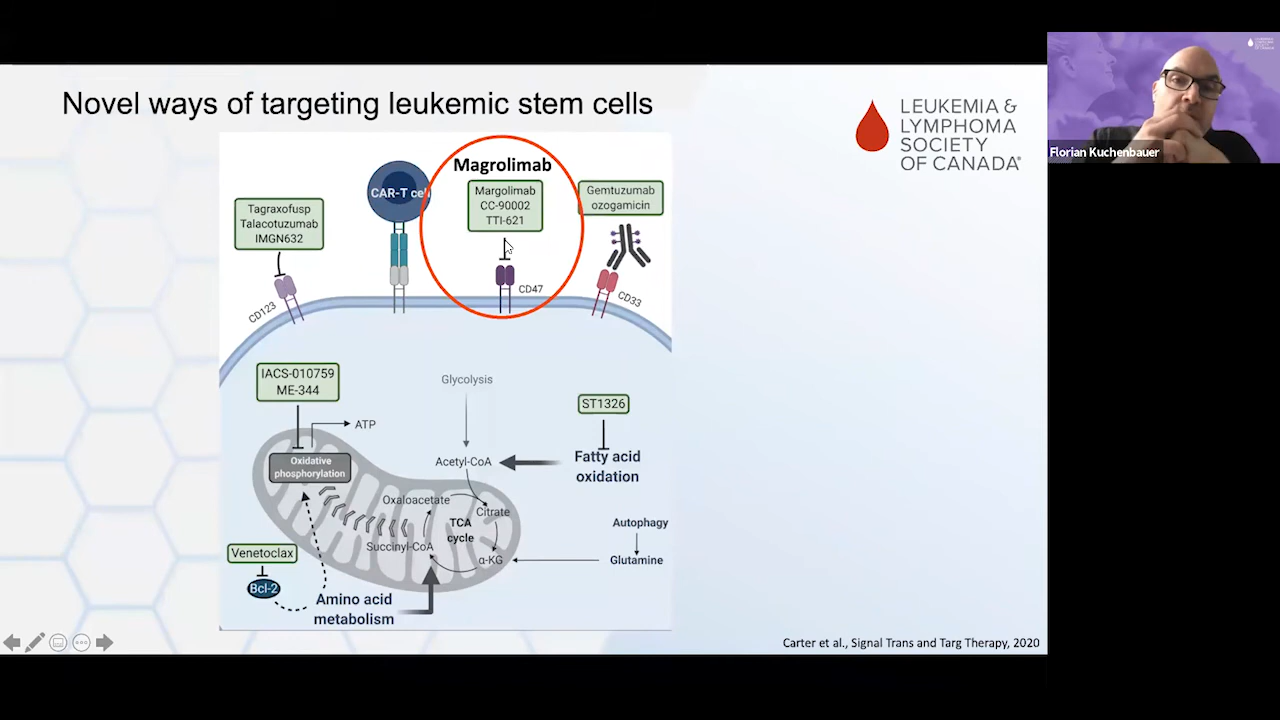 Novel ways of targeting leukemic stem cells
LEUKEMIA &
LYMPHOMA
SOCIETY
OF CANADA®
Florian Kuchenbauer
Magrolimab
CAR-T cell
Margolimab
CC-90002
TTI-621
Gemtuzumab
ozogamicin
Tagraxofusp
Talacotuzumab
IMGN632
CD123
CD47
CD33
IACS-010759
ME-344
Glycolysis
ST1326
ATP
Oxidative
phosphorylation
Acetyl-CoA
Fatty acid
oxidation
Oxaloacetate
Citrate
TCA
cycle
Autophagy
Succinyl-CoA
α-KG
Glutamine
Venetoclax
Bcl-2
Amino acid
metabolism
Carter et al., Signal Trans and Targ Therapy, 2020